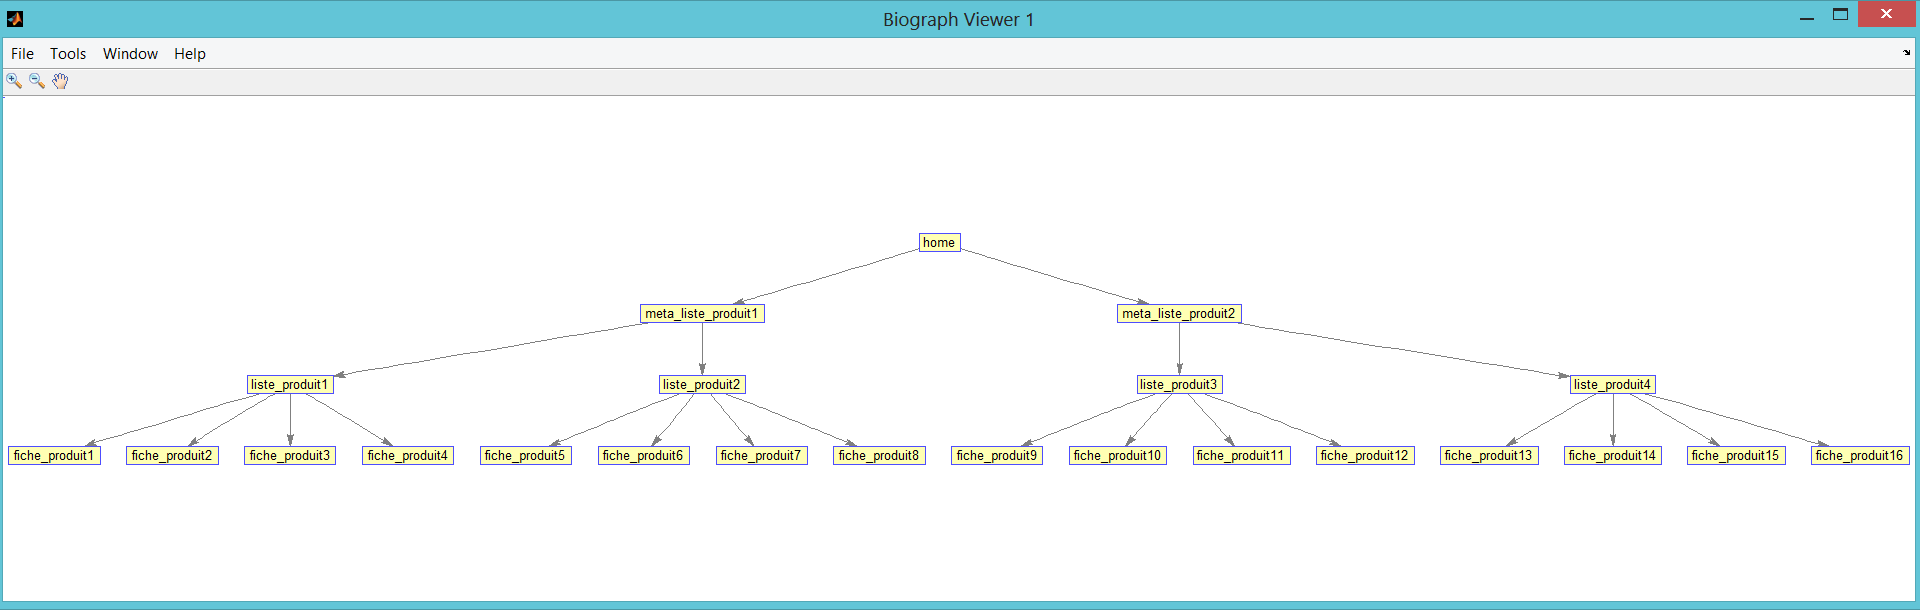 Biograph Viewer 1
File Tools Window Help
home
meta_liste_produit1 meta_liste_produit2
liste_produit1 liste_produit2 liste_produit3 liste_produit4
fiche_produit1 fiche_produit2 fiche_produit3 fiche_produit4 fiche_produit5 fiche_produit6 fiche_produit7 fiche_produit8 fiche_produit9 fiche_produit10 fiche_produit11 fiche_produit12 fiche_produit13 fiche_produit14 fiche_produit15 fiche_produit16